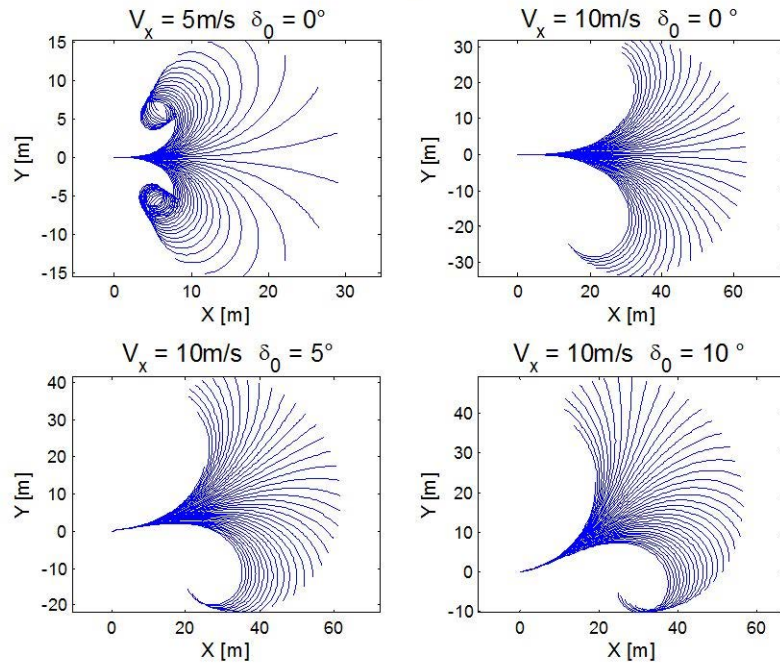 V_x = 5m/s δ_0 = 0°
15
10
5
0
-5
-10
-15
Y [m]
0 10 20 30
X [m]
V_x = 10m/s δ_0 = 0 °
30
20
10
0
-10
-20
-30
Y [m]
0 20 40 60
X [m]
V_x = 10m/s δ_0 = 5°
40
30
20
10
0
-10
-20
Y [m]
0 20 40 60
X [m]
V_x = 10m/s δ_0 = 10 °
40
30
20
10
0
-10
Y [m]
0 20 40 60
X [m]